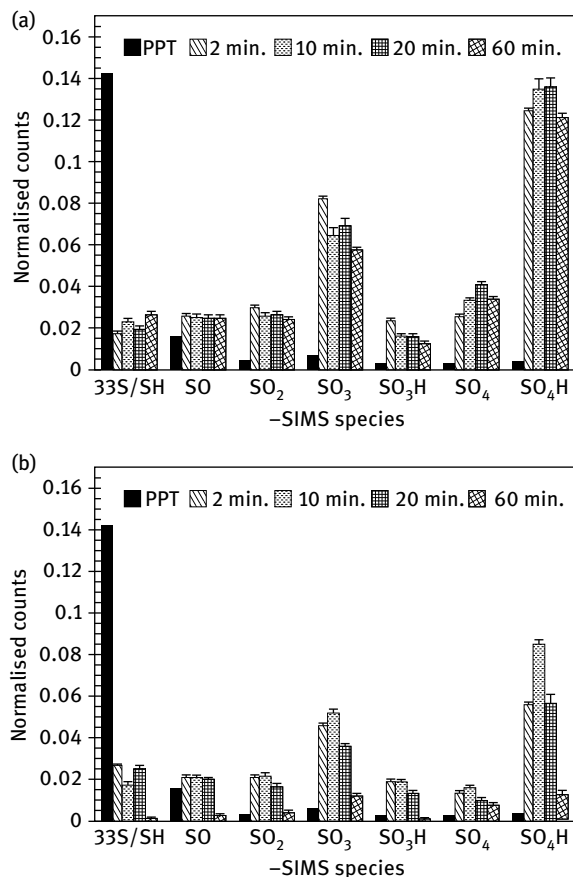 (a)
0.16
PPT 2 min. 10 min. 20 min. 60 min.
0.14
0.12
0.1
0.08
0.06
0.04
0.02
0
Normalised counts
33S/SH SO SO₂ SO₃ SO₃H SO₄ SO₄H
–SIMS species
(b)
0.16
PPT 2 min. 10 min. 20 min. 60 min.
0.14
0.12
0.1
0.08
0.06
0.04
0.02
0
Normalised counts
33S/SH SO SO₂ SO₃ SO₃H SO₄ SO₄H
–SIMS species